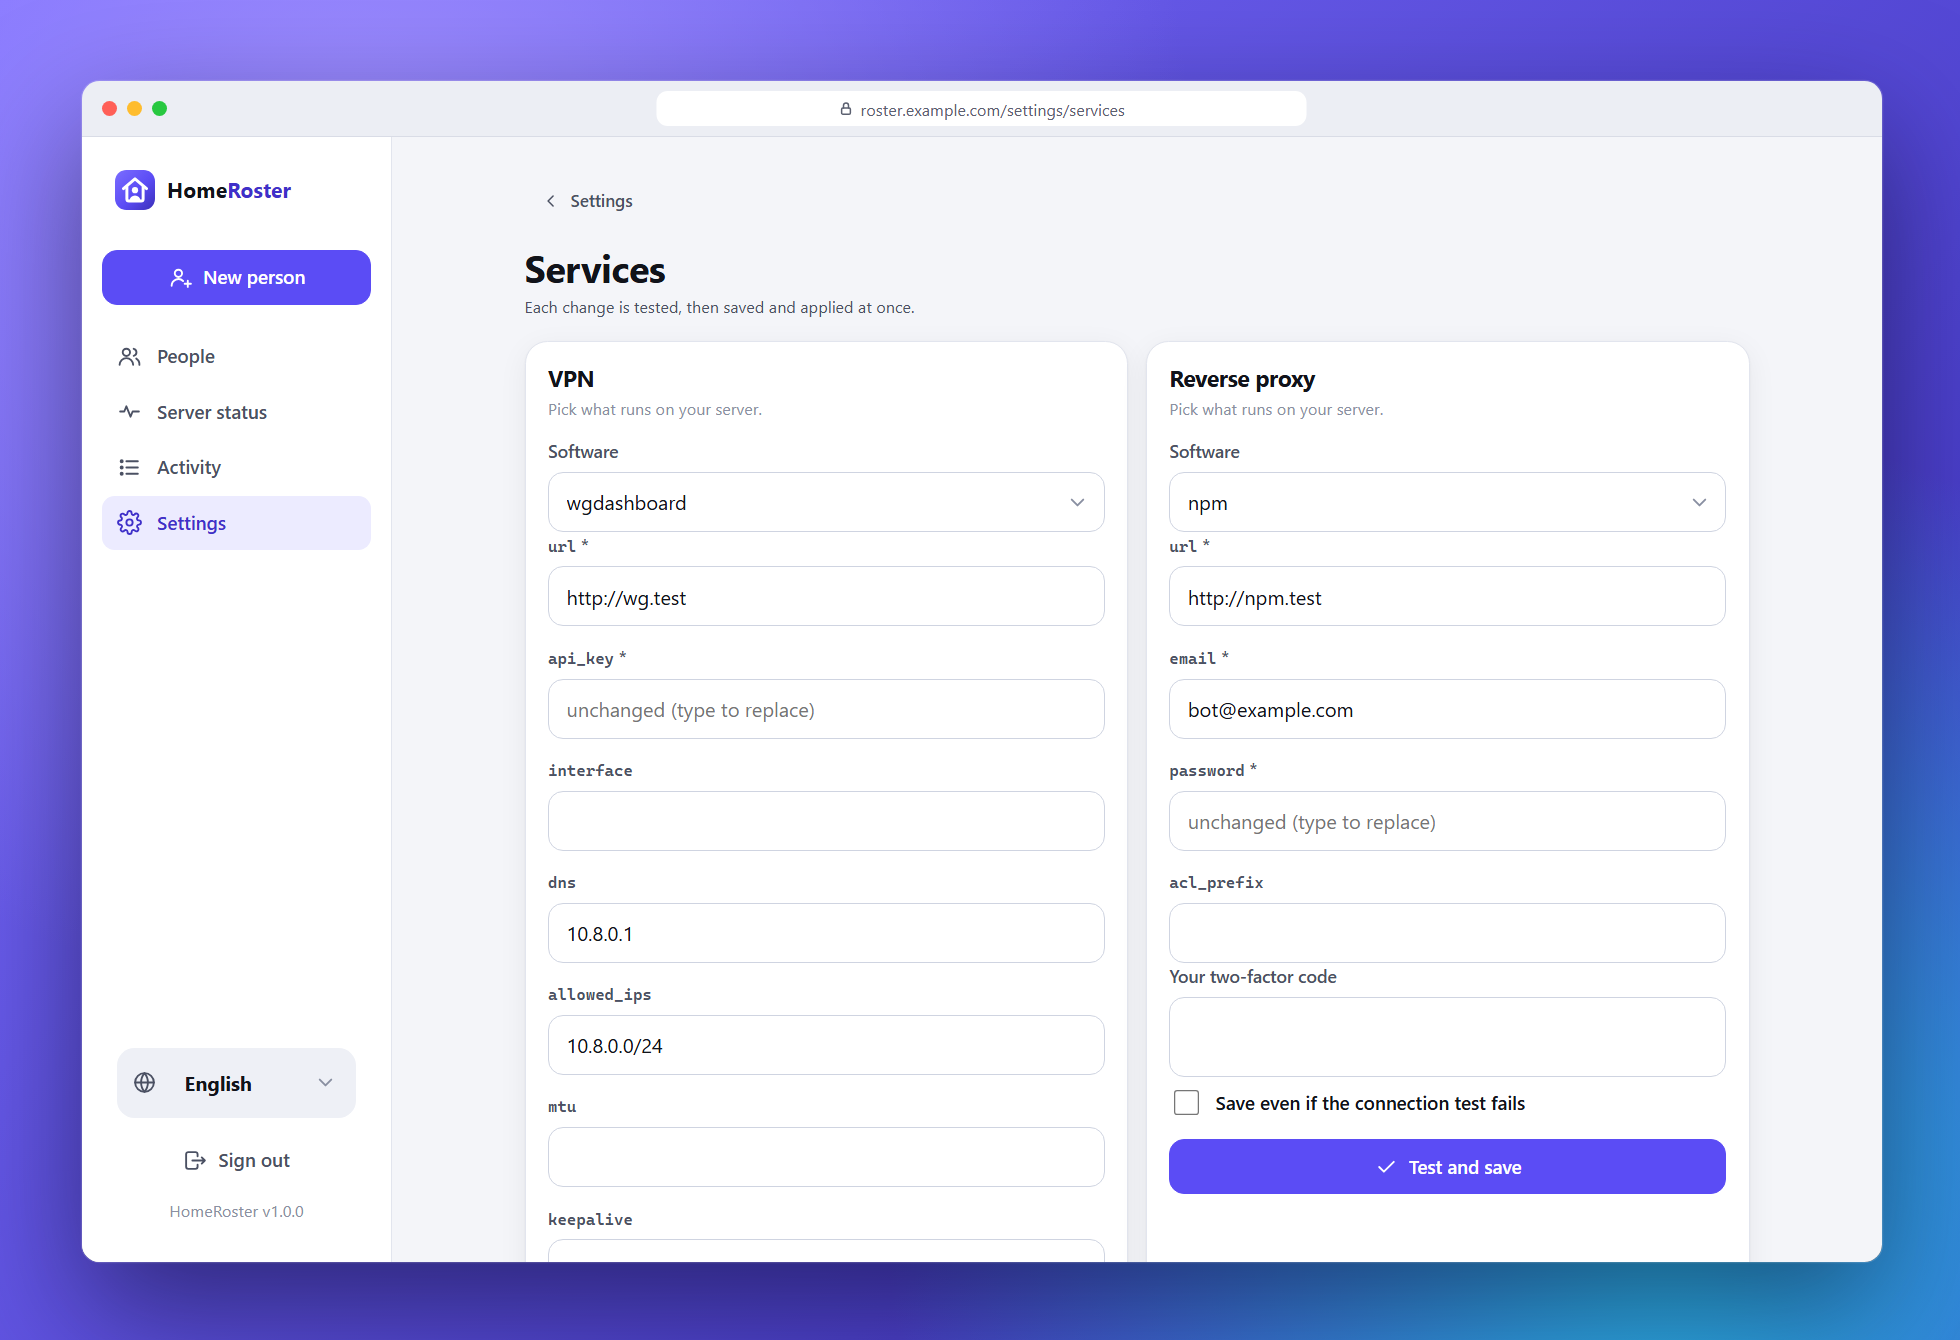 roster.example.com/settings/services
HomeRoster
New person
People
Server status
Activity
Settings
English
Sign out
HomeRoster v1.0.0
Settings
Services
Each change is tested, then saved and applied at once.
VPN
Pick what runs on your server.
Software
wgdashboard
url *
http://wg.test
api_key *
unchanged (type to replace)
interface
dns
10.8.0.1
allowed_ips
10.8.0.0/24
mtu
keepalive
Reverse proxy
Pick what runs on your server.
Software
npm
url *
http://npm.test
email *
bot@example.com
password *
unchanged (type to replace)
acl_prefix
Your two-factor code
Save even if the connection test fails
Test and save